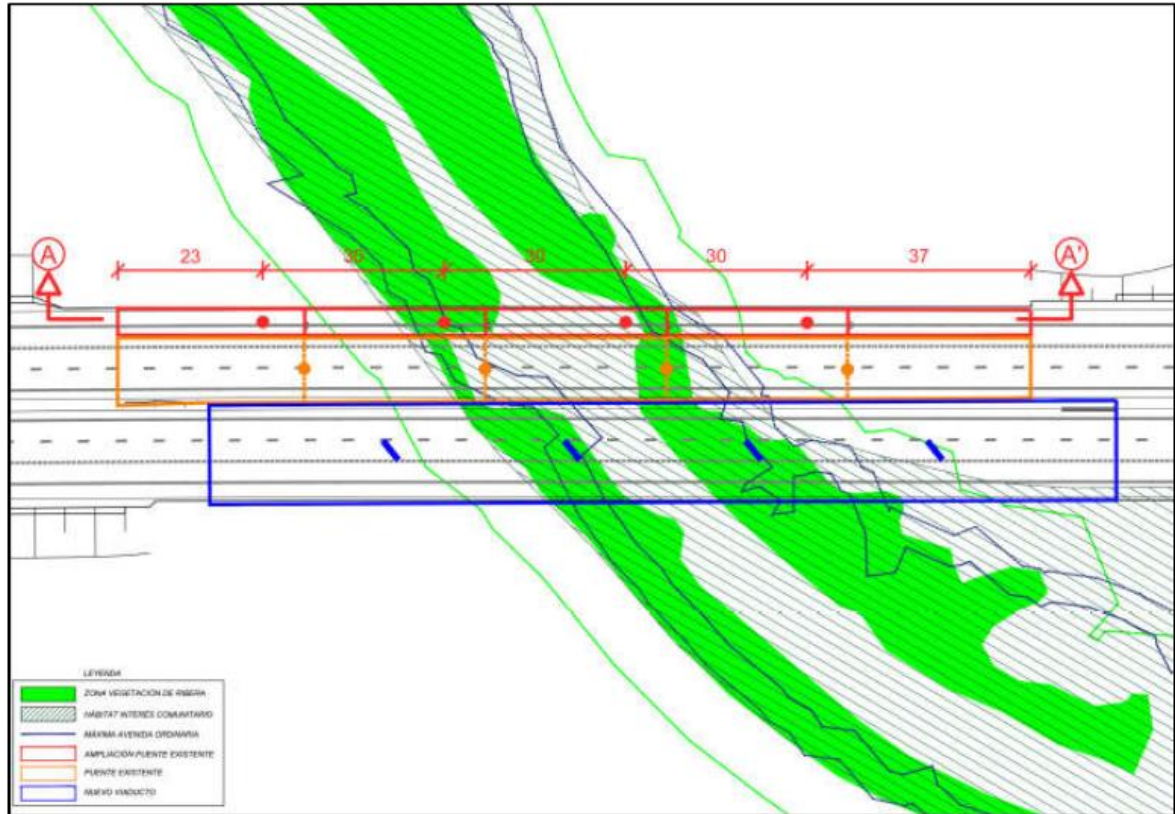 A 23 30 30 30 37 A'
LEYENDA
ZONA VEGETACIÓN DE RIBERA
HÁBITAT INTERÉS COMUNITARIO
MÁXIMA AVENIDA ORDINARIA
AMPLIACIÓN PUENTE EXISTENTE
PUENTE EXISTENTE
NUEVO VIADUCTO